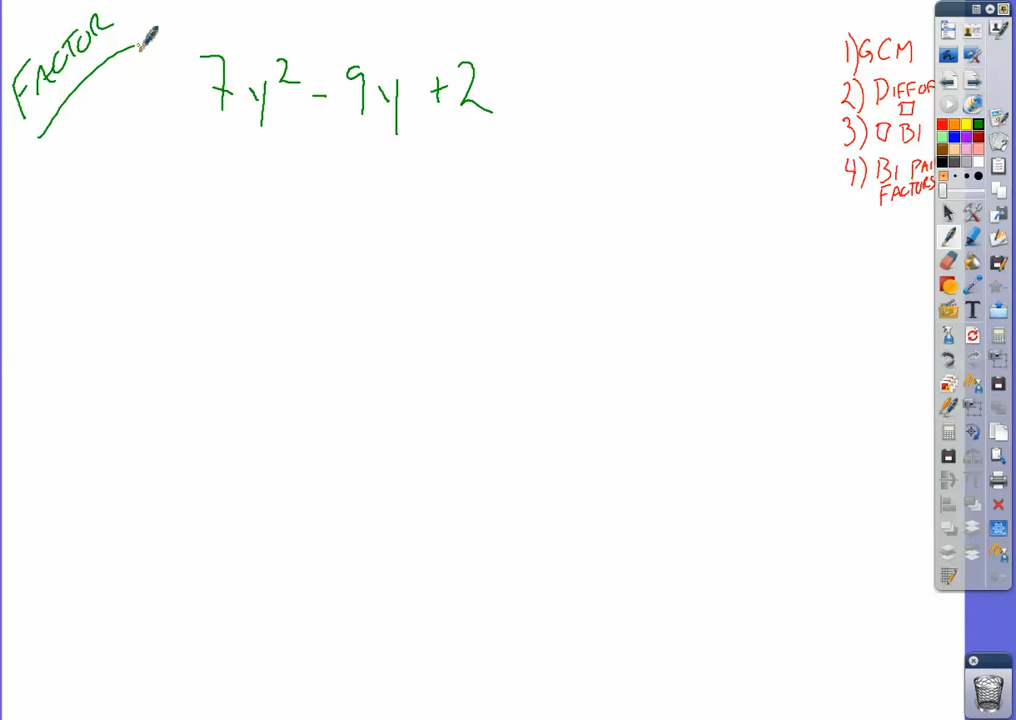 FACTOR
7y² - 9y + 2
1) GCM
2) DIFF OF
□
3) □ BI
4) BI PAI
FACTORS
T